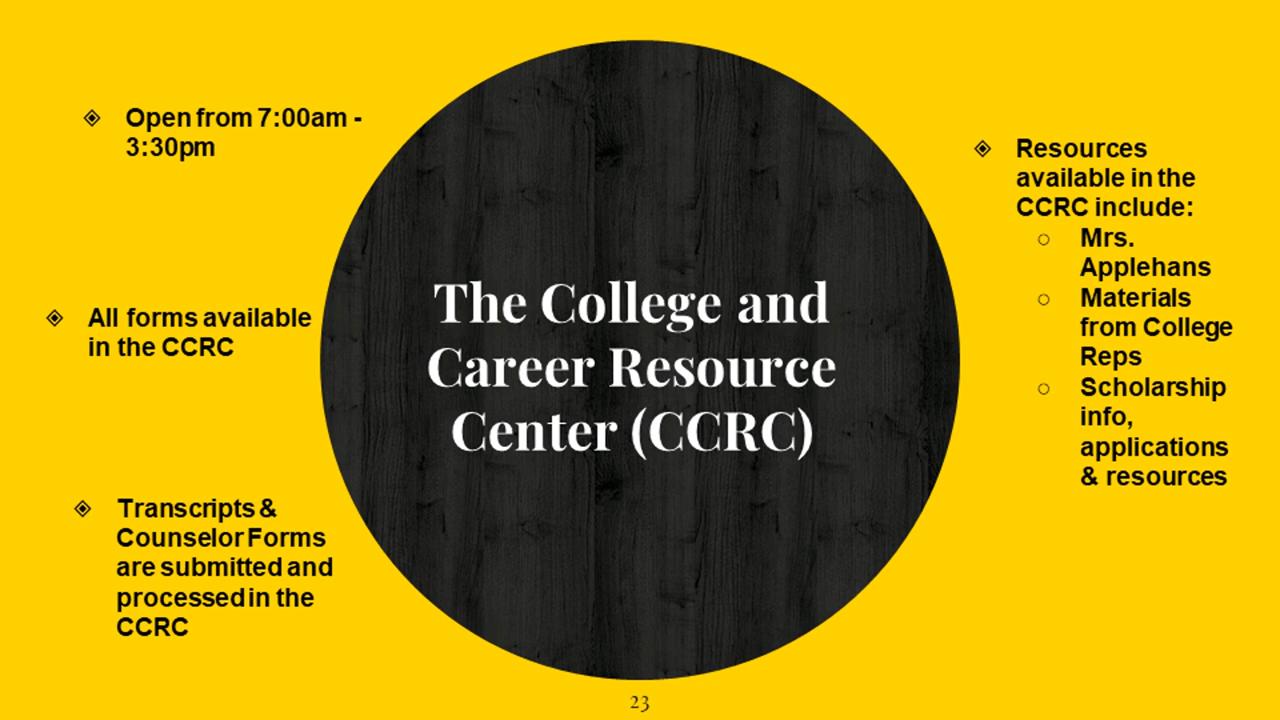 Open from 7:00am -
3:30pm
All forms available
in the CCRC
Transcripts &
Counselor Forms
are submitted and
processed in the
CCRC
The College and
Career Resource
Center (CCRC)
Resources
available in the
CCRC include:
Mrs.
Applehans
Materials
from College
Reps
Scholarship
info,
applications
& resources
23